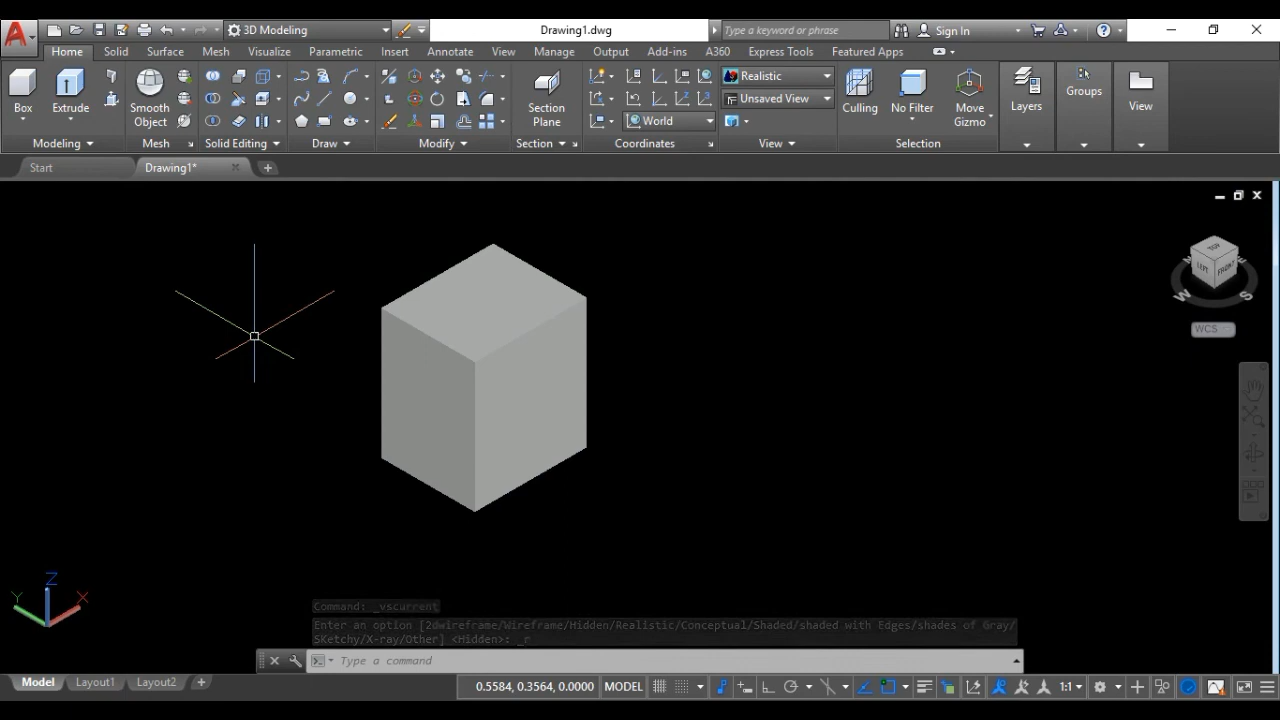 3D Modeling
Drawing1.dwg
Type a keyword or phrase
Sign In
Home Solid Surface Mesh Visualize Parametric Insert Annotate View Manage Output Add-ins A360 Express Tools Featured Apps
Box
Extrude
Smooth
Object
Section
Plane
Realistic
Unsaved View
World
Culling
No Filter
Move
Gizmo
Layers
Groups
View
Modeling Mesh Solid Editing Draw Modify Section Coordinates View Selection
Start Drawing1*
TOP
LEFT FRONT
W S
WCS
Z
Y X
Command: _vscurrent
Enter an option [2dwireframe/Wireframe/Hidden/Realistic/Conceptual/Shaded/shaded with Edges/shades of Gray/
SKetchy/X-ray/Other] <Hidden>: _r
Type a command
Model Layout1 Layout2 +
0.5584, 0.3564, 0.0000 MODEL 1:1